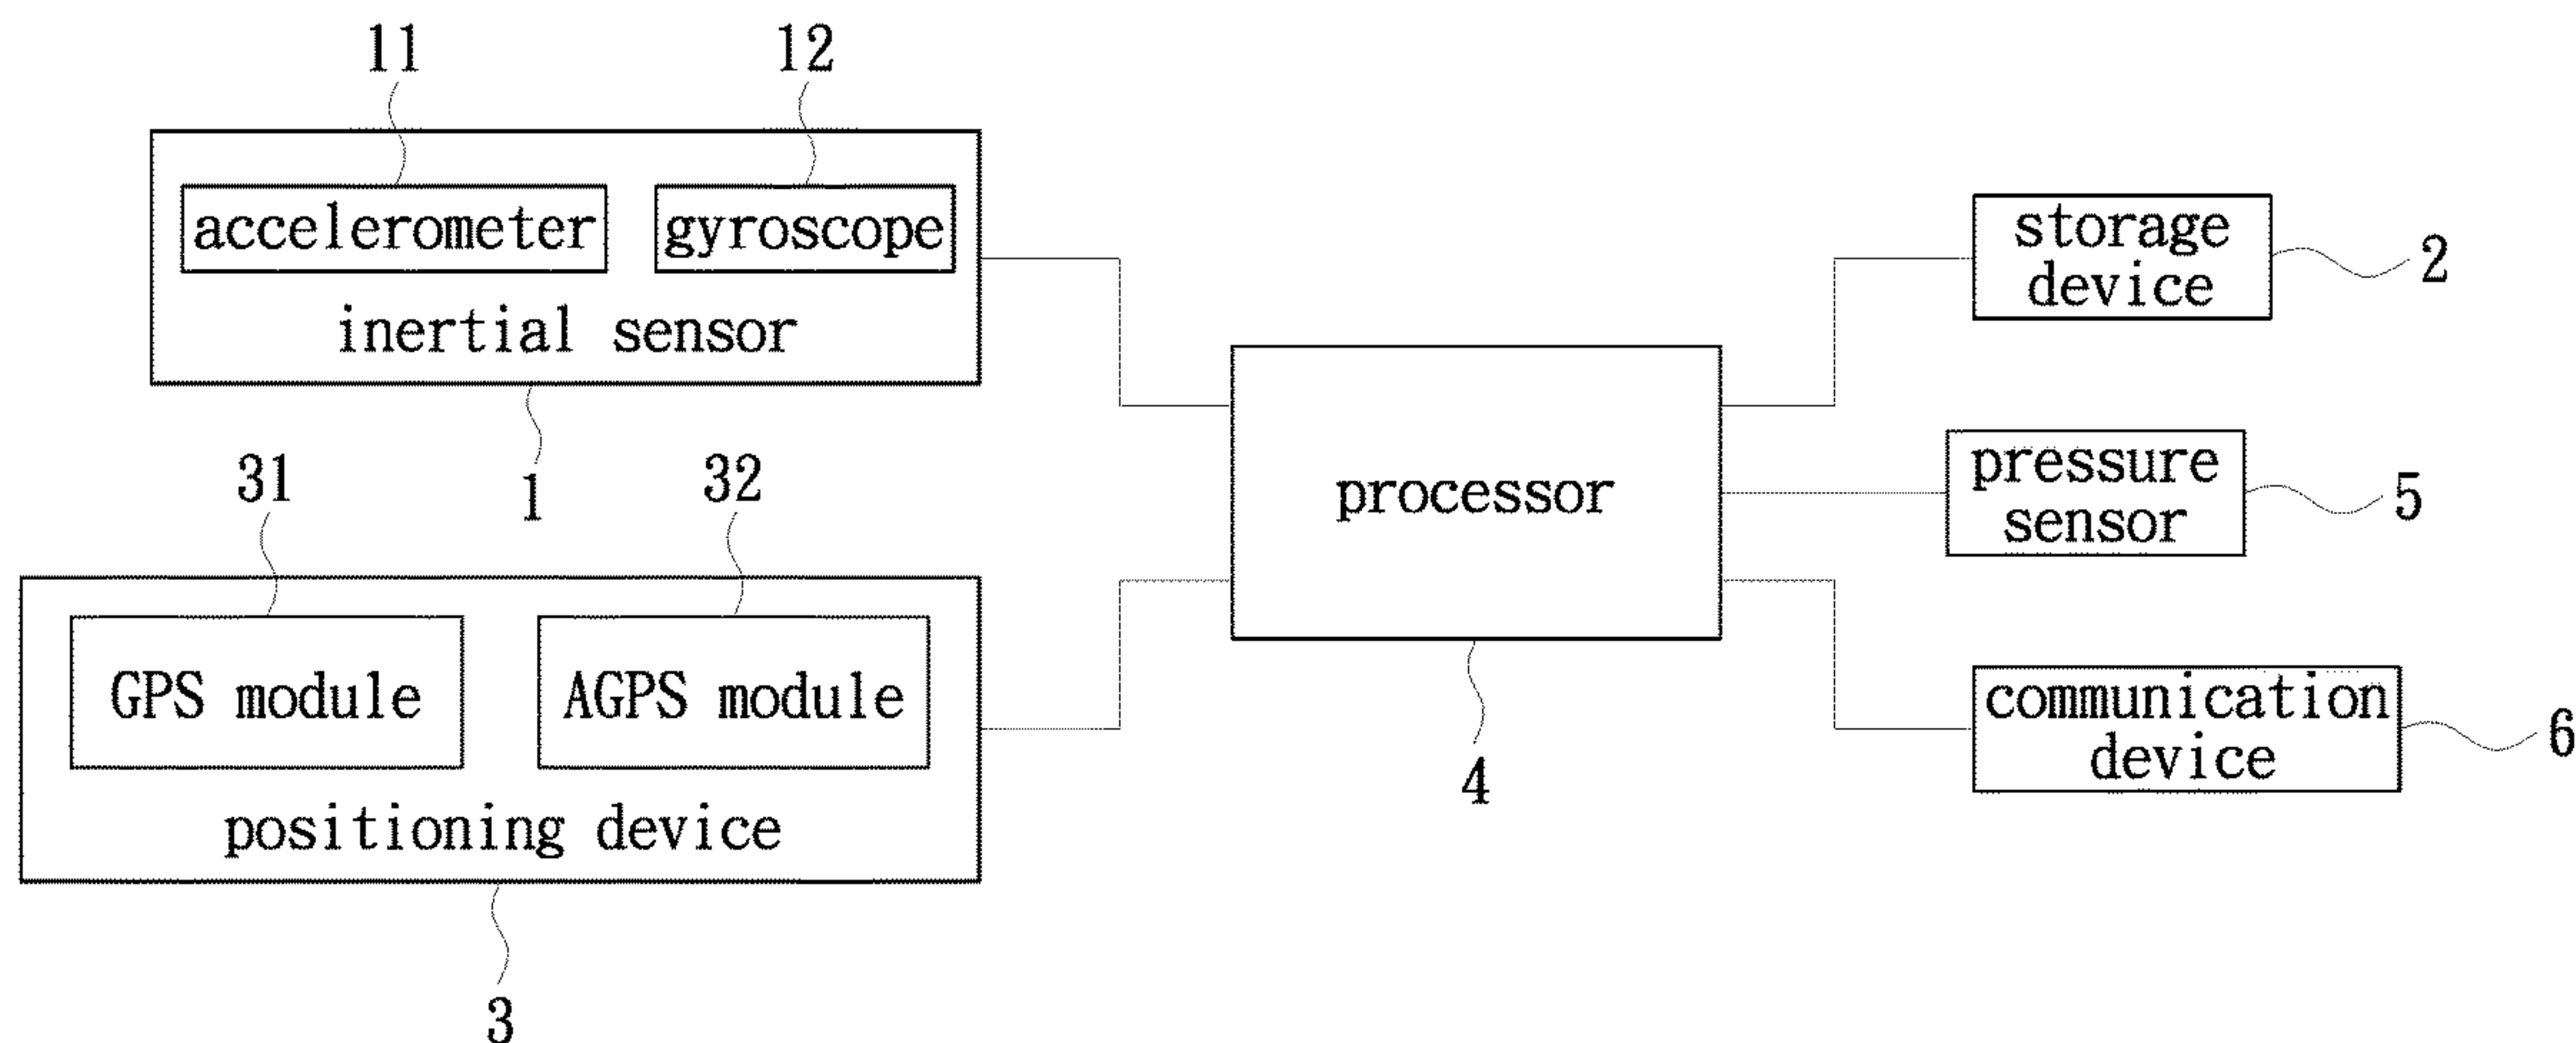 11
12
accelerometer
gyroscope
inertial sensor
1
31
32
GPS module
AGPS module
positioning device
3
processor
4
storage
device
2
pressure
sensor
5
communication
device
6